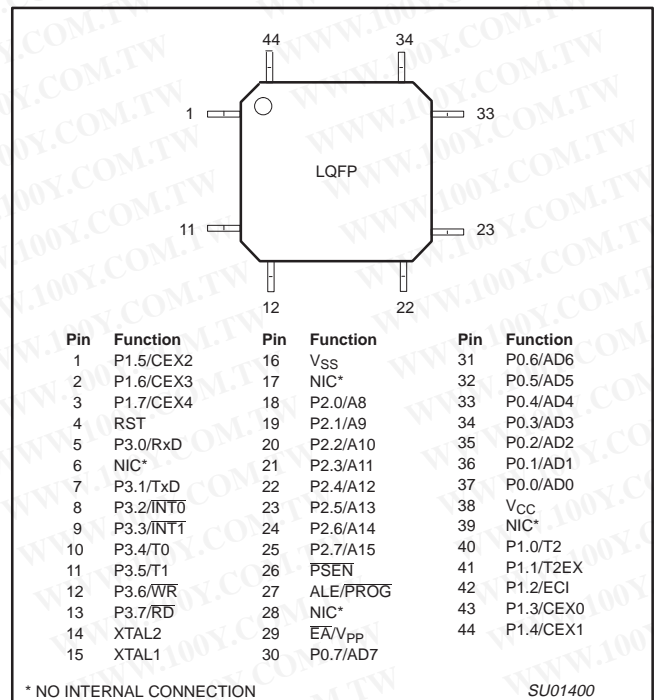 44 34
1 33
LQFP
11 23
12 22
Pin Function Pin Function Pin Function
1 P1.5/CEX2 16 VSS 31 P0.6/AD6
2 P1.6/CEX3 17 NIC* 32 P0.5/AD5
3 P1.7/CEX4 18 P2.0/A8 33 P0.4/AD4
4 RST 19 P2.1/A9 34 P0.3/AD3
5 P3.0/RxD 20 P2.2/A10 35 P0.2/AD2
6 NIC* 21 P2.3/A11 36 P0.1/AD1
7 P3.1/TxD 22 P2.4/A12 37 P0.0/AD0
8 P3.2/INT0 23 P2.5/A13 38 VCC
9 P3.3/INT1 24 P2.6/A14 39 NIC*
10 P3.4/T0 25 P2.7/A15 40 P1.0/T2
11 P3.5/T1 26 PSEN 41 P1.1/T2EX
12 P3.6/WR 27 ALE/PROG 42 P1.2/ECI
13 P3.7/RD 28 NIC* 43 P1.3/CEX0
14 XTAL2 29 EA/VPP 44 P1.4/CEX1
15 XTAL1 30 P0.7/AD7
* NO INTERNAL CONNECTION SU01400
WWW.100Y.COM.TW